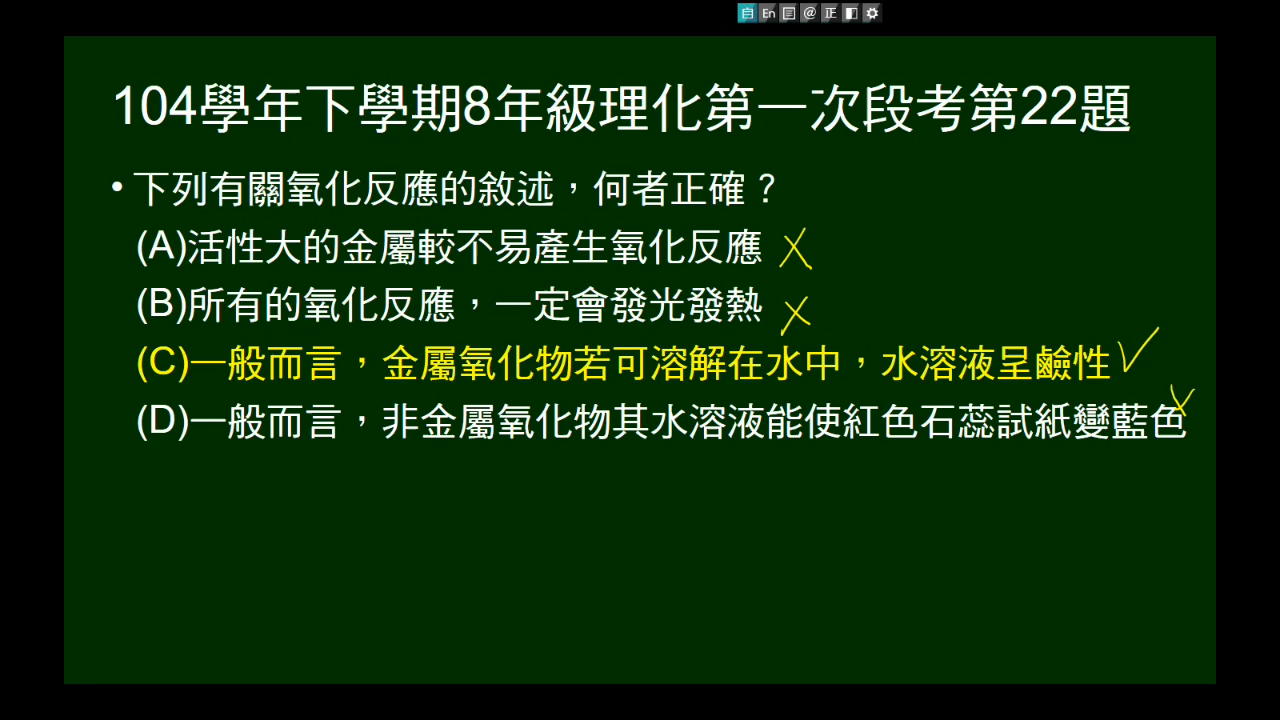 自 En @ 正
104學年下學期8年級理化第一次段考第22題
• 下列有關氧化反應的敘述，何者正確？
(A)活性大的金屬較不易產生氧化反應
(B)所有的氧化反應，一定會發光發熱
(C)一般而言，金屬氧化物若可溶解在水中，水溶液呈鹼性
(D)一般而言，非金屬氧化物其水溶液能使紅色石蕊試紙變藍色